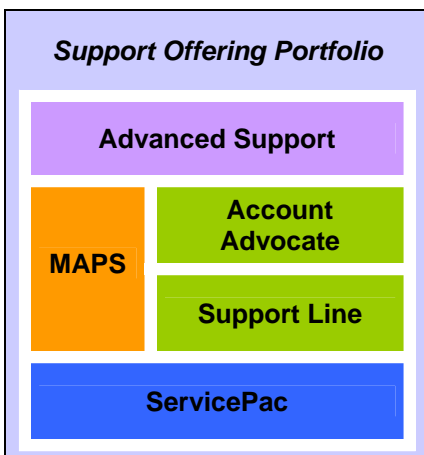 Support Offering Portfolio
Advanced Support
MAPS
Account
Advocate
Support Line
ServicePac